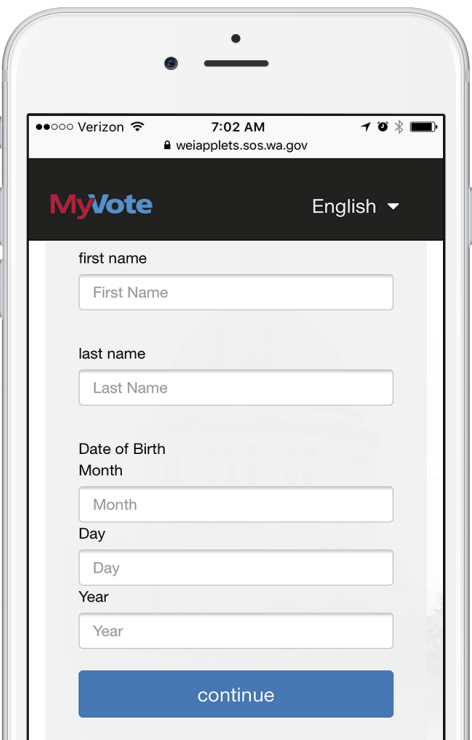 Verizon 7:02 AM
weiapplets.sos.wa.gov
MyVote English
first name
First Name
last name
Last Name
Date of Birth
Month
Month
Day
Day
Year
Year
continue